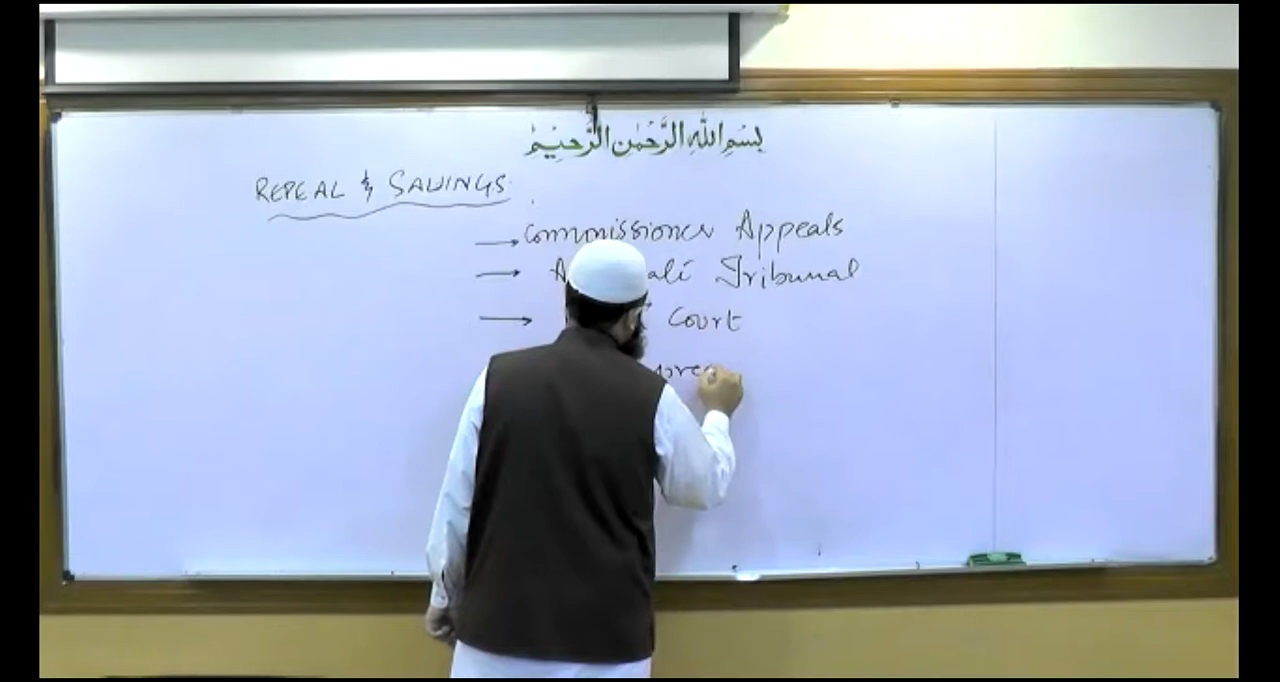 بِسْمِ اللّٰهِ الرَّحْمٰنِ الرَّحِيْمِ
REPEAL & SAVINGS
→ Commissioner Appeals
→ Tribunal
→ Court